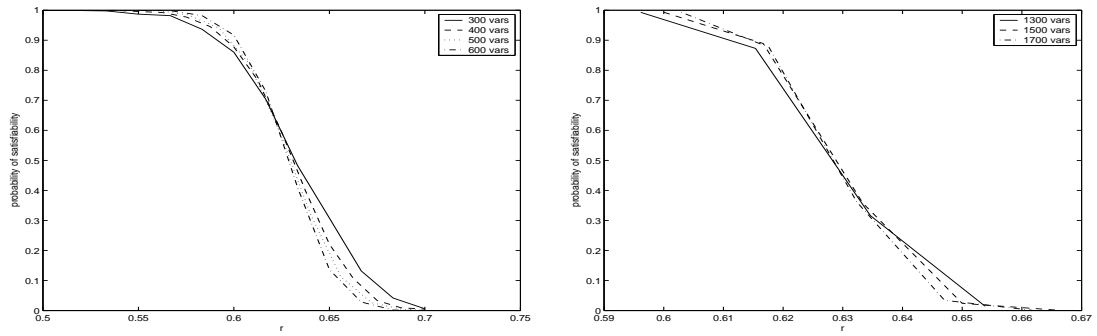 1
0.9
0.8
0.7
0.6
0.5
0.4
0.3
0.2
0.1
0
probability of satisfiability
0.5 0.55 0.6 0.65 0.7 0.75
r
300 vars
400 vars
500 vars
600 vars
1
0.9
0.8
0.7
0.6
0.5
0.4
0.3
0.2
0.1
0
probability of satisfiability
0.59 0.6 0.61 0.62 0.63 0.64 0.65 0.66 0.67
r
1300 vars
1500 vars
1700 vars